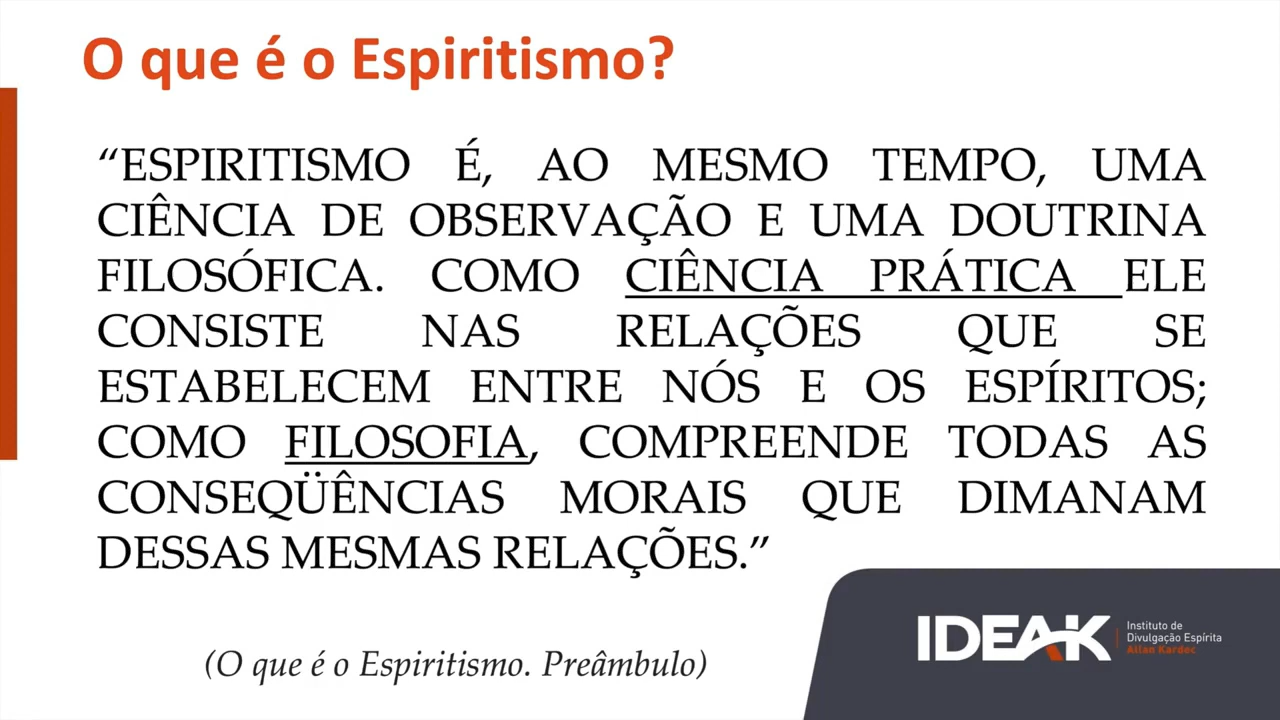 O que é o Espiritismo?
“ESPIRITISMO É, AO MESMO TEMPO, UMA
CIÊNCIA DE OBSERVAÇÃO E UMA DOUTRINA
FILOSÓFICA. COMO CIÊNCIA PRÁTICA ELE
CONSISTE NAS RELAÇÕES QUE SE
ESTABELECEM ENTRE NÓS E OS ESPÍRITOS;
COMO FILOSOFIA, COMPREENDE TODAS AS
CONSEQÜÊNCIAS MORAIS QUE DIMANAM
DESSAS MESMAS RELAÇÕES.”
(O que é o Espiritismo. Preâmbulo)
IDEAK
Instituto de
Divulgação Espírita
Allan Kardec